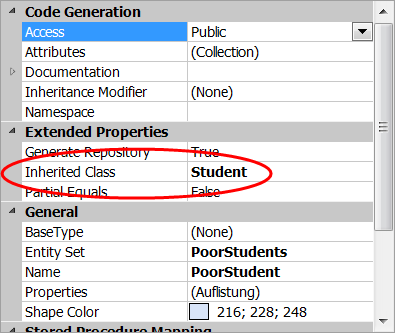 Code Generation
Access Public
Attributes (Collection)
Documentation
Inheritance Modifier (None)
Namespace
Extended Properties
Generate Repository True
Inherited Class Student
Partial Equals False
General
BaseType (None)
Entity Set PoorStudents
Name PoorStudent
Properties (Auflistung)
Shape Color 216; 228; 248
Stored Procedure Mapping